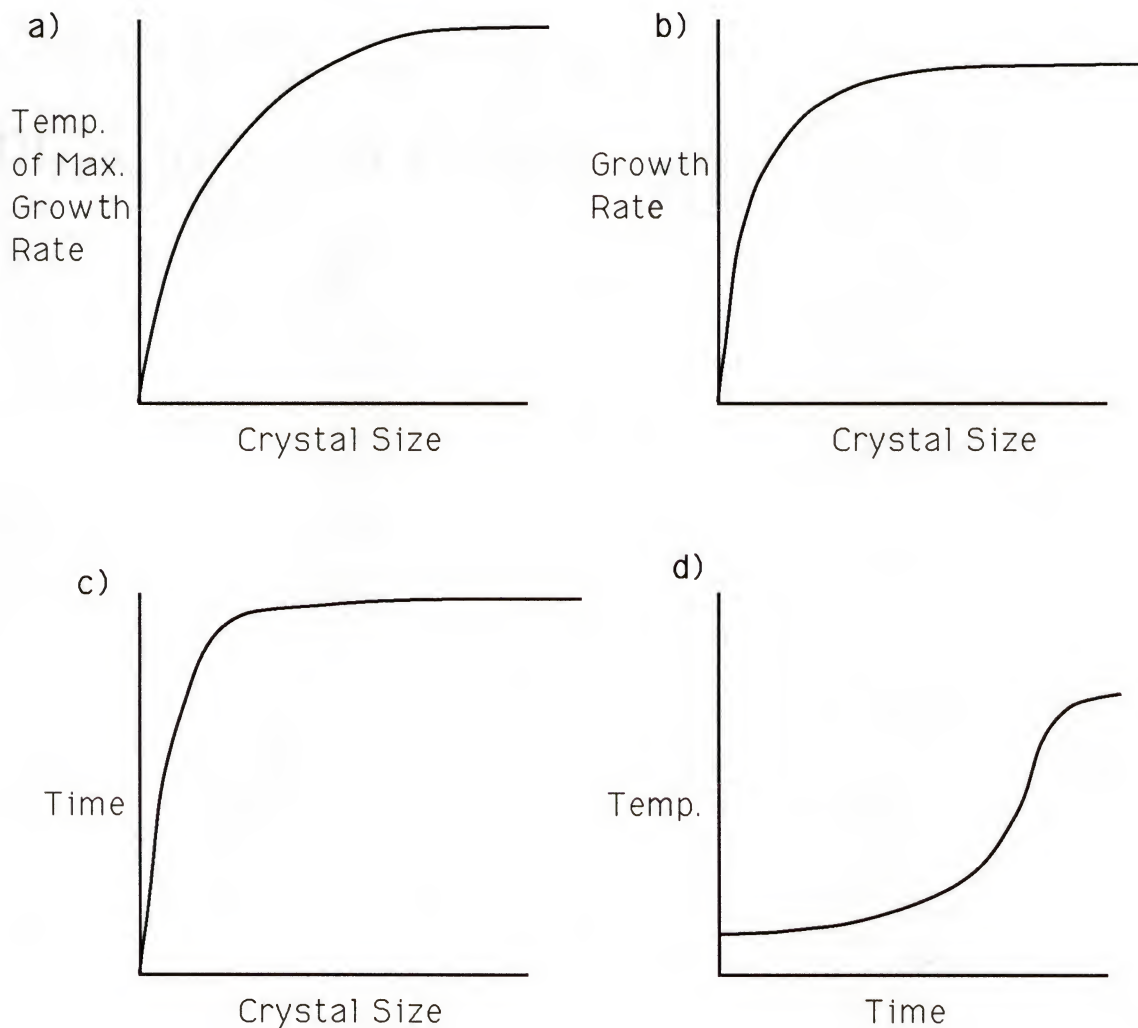 a)
Temp.
of Max.
Growth
Rate
Crystal Size
b)
Growth
Rate
Crystal Size
c)
Time
Crystal Size
d)
Temp.
Time